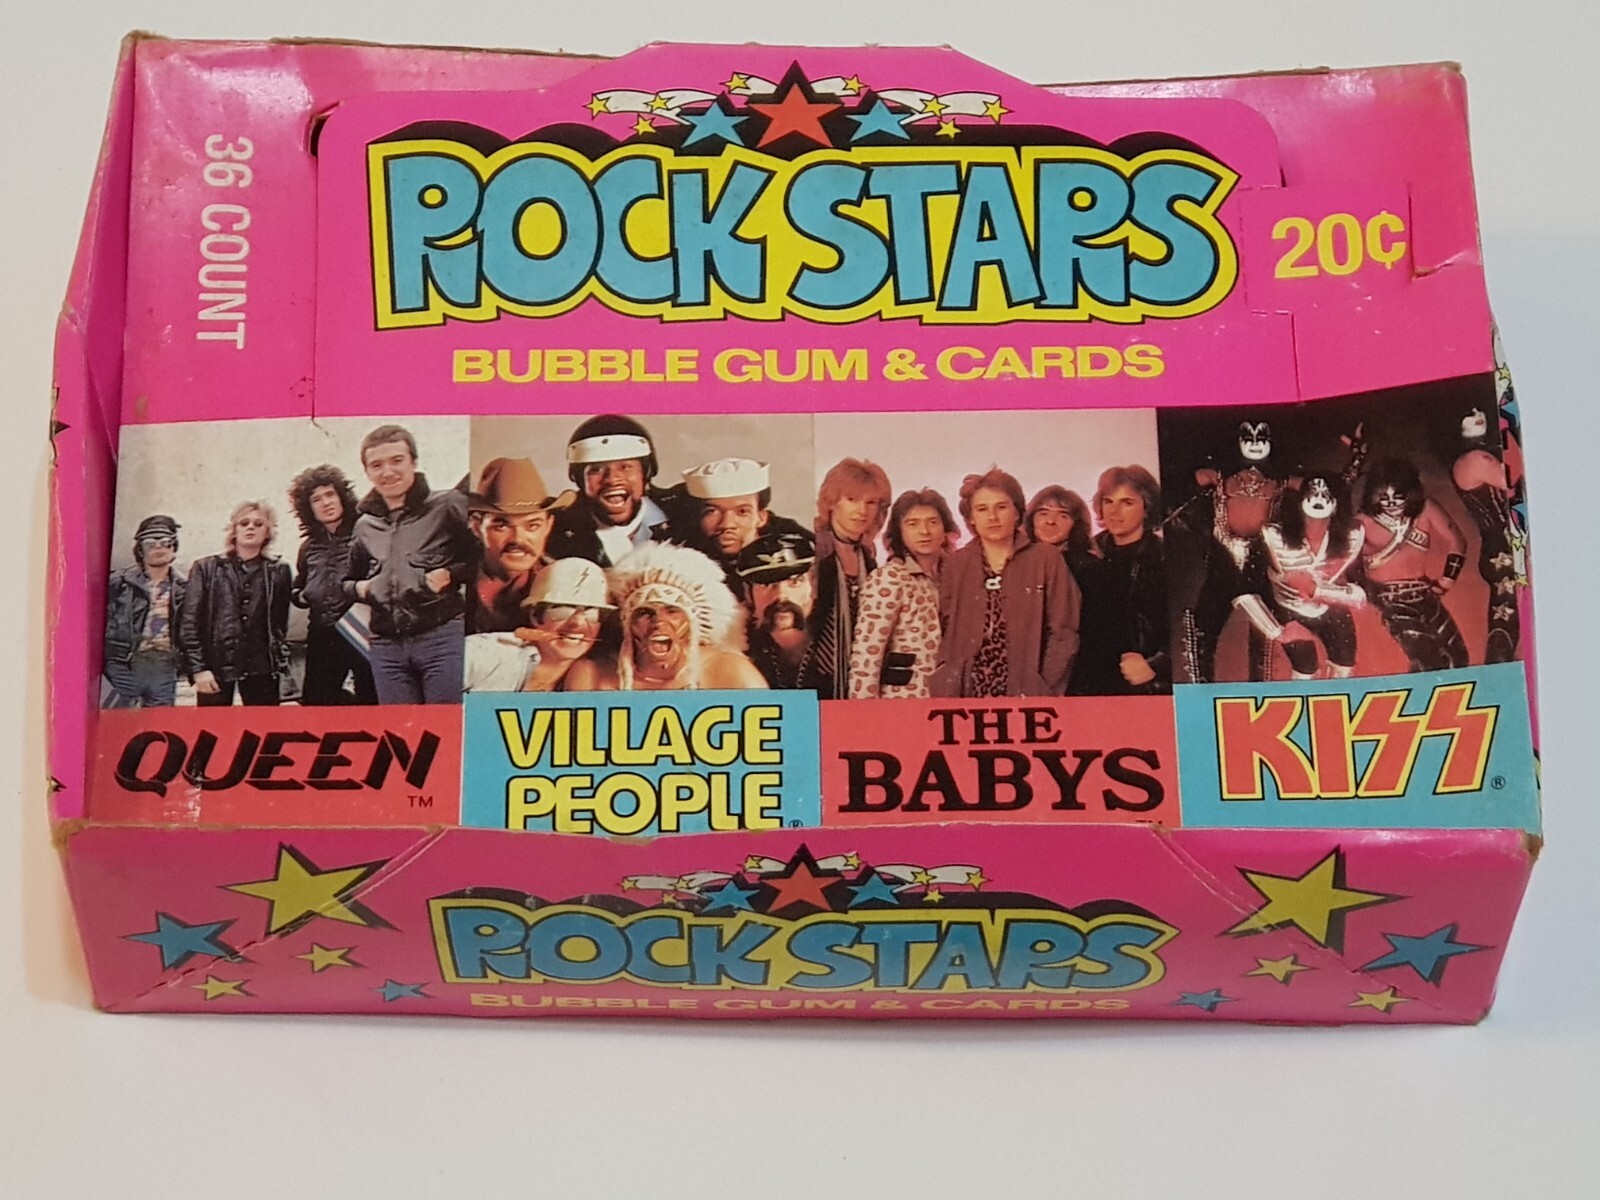 36 COUNT
ROCK STARS
20¢
BUBBLE GUM & CARDS
QUEEN
TM
VILLAGE
PEOPLE
®
THE
BABYS
KISS
®
ROCK STARS
BUBBLE GUM & CARDS